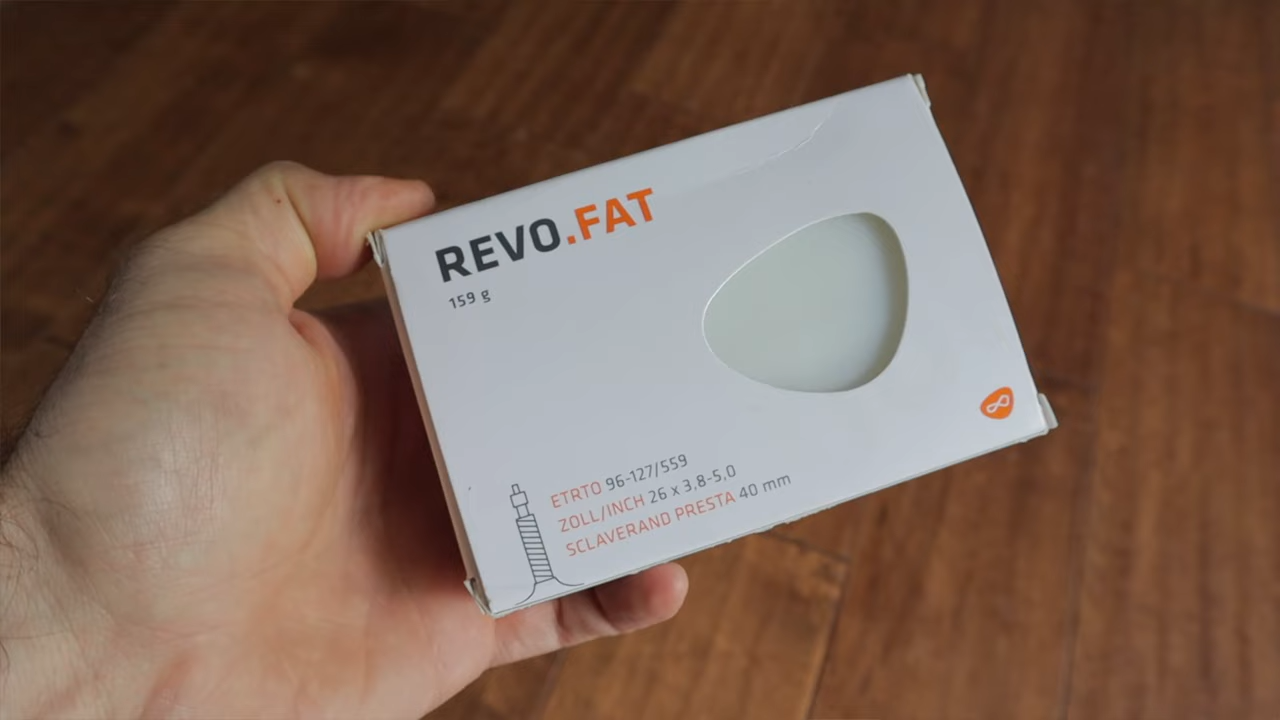 REVO.FAT
159 g
ETRTO 96-127/559
ZOLL/INCH 26 x 3,8-5,0
SCLAVERAND PRESTA 40 mm